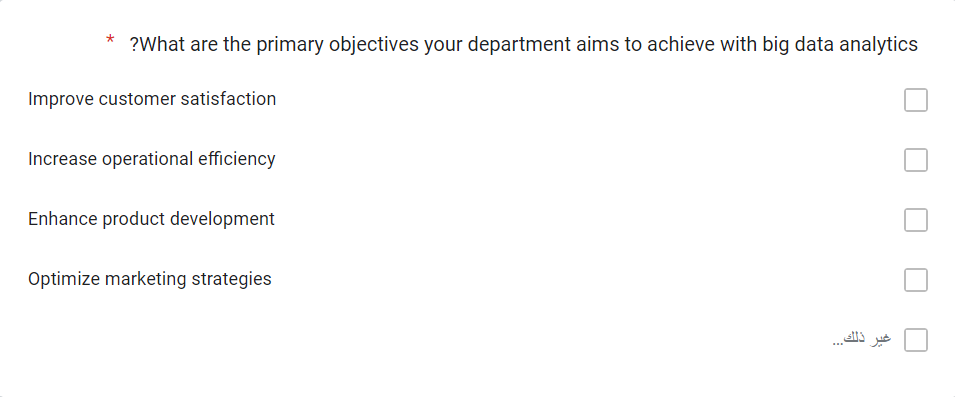 * ?What are the primary objectives your department aims to achieve with big data analytics
Improve customer satisfaction
Increase operational efficiency
Enhance product development
Optimize marketing strategies
غير ذلك...